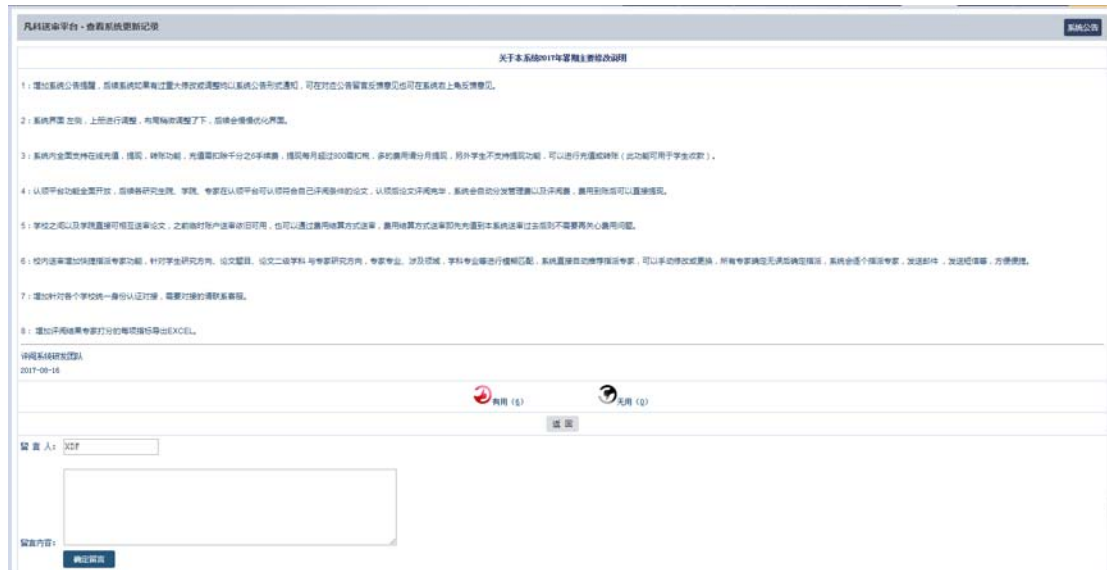 凡科送审平台 - 查看系统更新记录
系统公告
关于本系统2017年暑期主要修改说明
1：增加系统公告提醒，后续系统如果有过重大修改或调整均以系统公告形式通知，可在对应公告留言反馈意见也可在系统右上角反馈意见。
2：系统界面 左侧，上册进行调整，布局稍微调整了下，后续会慢慢优化界面。
3：系统内全面支持在线充值，提现，转账功能，充值需扣除千分之6手续费，提现每月超过800需扣税，多的费用请分月提现，另外学生不支持提现功能，可以进行充值或转账（此功能可用于学生收款）。
4：认领平台功能全面开放，后续各研究生院、学院、专家在认领平台可认领符合自己评阅条件的论文，认领后论文评阅完毕，系统会自动分发管理费以及评阅费，费用到账后可以直接提现。
5：学校之间以及学院直接可相互送审论文，之前临时账户送审依旧可用，也可以通过费用结算方式送审，费用结算方式送审即先充值到本系统送审过去后则不需要再关心费用问题。
6：校内送审增加快捷指派专家功能，针对学生研究方向、论文题目、论文二级学科 与专家研究方向，专家专业、涉及领域，学科专业等进行模糊匹配，系统直接自动推荐指派专家，可以手动修改或更换，所有专家确定无误后确定指派，系统会逐个指派专家，发送邮件，发送短信等，方便便捷。
7：增加针对各个学校统一身份认证对接，需要对接的请联系客服。
8： 增加评阅结果专家打分的每项指标导出EXCEL。
评阅系统研发团队
2017-08-16
有用 (6)
无用 (0)
返 回
留 言 人: XDf
留言内容:
确定留言